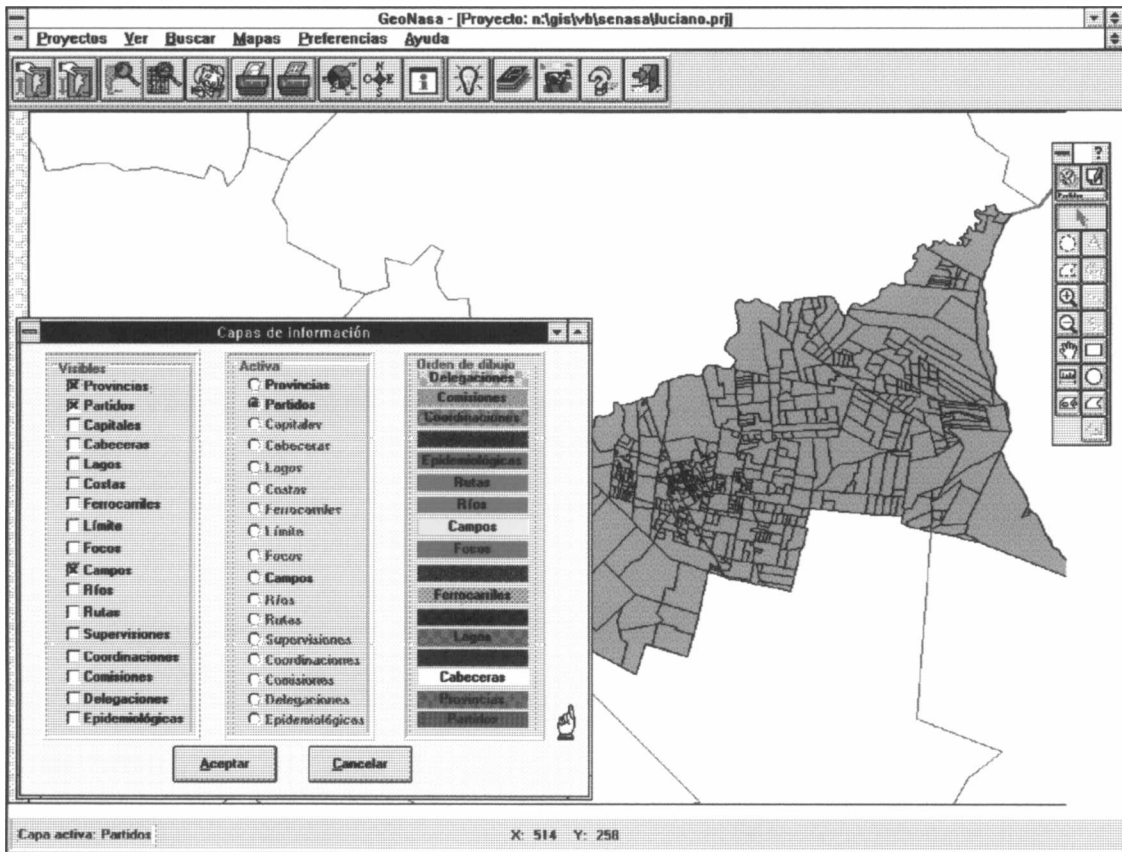 GeoNasa - [Proyecto: n:\gis\vb\senasa\luciano.prj]
Proyectos Ver Buscar Mapas Preferencias Ayuda
N
O E
S
?
Partidos
Capas de información
Visibles
Provincias
Partidos
Capitales
Cabeceras
Lagos
Costas
Ferrocarriles
Límite
Focos
Campos
Ríos
Rutas
Supervisiones
Coordinaciones
Comisiones
Delegaciones
Epidemiológicas
Activa
Provincias
Partidos
Capitales
Cabeceras
Lagos
Costas
Ferrocarriles
Límite
Focos
Campos
Ríos
Rutas
Supervisiones
Coordinaciones
Comisiones
Delegaciones
Epidemiológicas
Orden de dibujo
Delegaciones
Comisiones
Coordinaciones
Epidemiológicas
Rutas
Ríos
Campos
Focos
Ferrocarriles
Lagos
Cabeceras
Provincias
Partidos
Aceptar Cancelar
Capa activa: Partidos X: 514 Y: 258